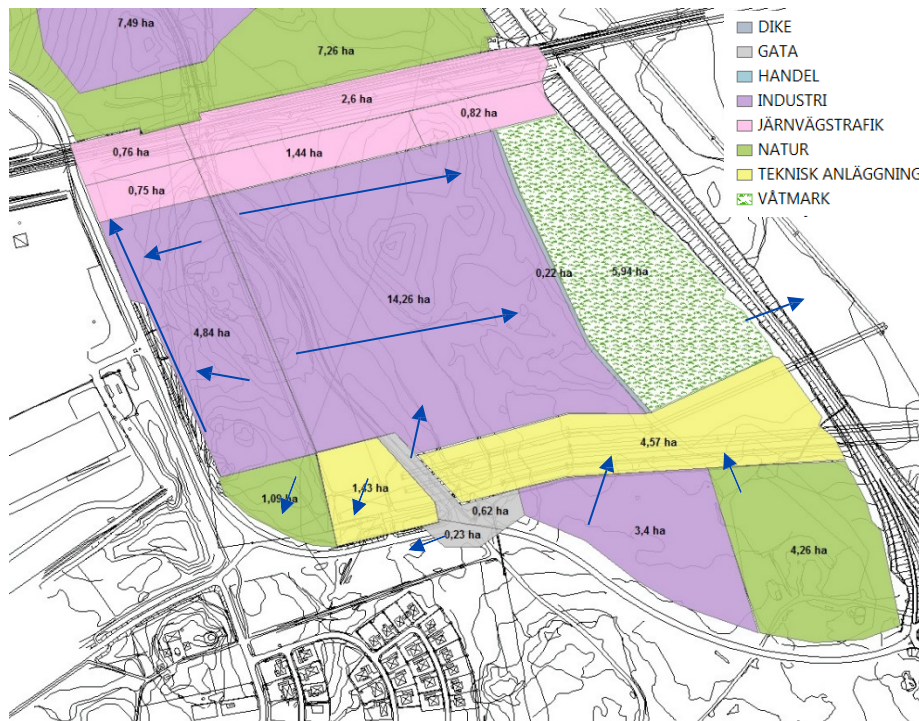 7,49 ha
7,26 ha
2,6 ha
0,82 ha
0,76 ha
1,44 ha
0,75 ha
0,22 ha
5,94 ha
14,26 ha
4,84 ha
4,57 ha
1,09 ha
1,43 ha
0,62 ha
0,23 ha
3,4 ha
4,26 ha
DIKE
GATA
HANDEL
INDUSTRI
JÄRNVÄGSTRAFIK
NATUR
TEKNISK ANLÄGGNING
VÅTMARK